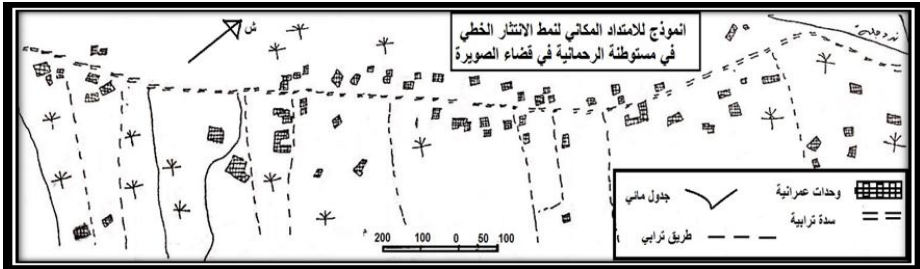 انموذج للامتداد المكاني لنمط الانتثار الخطي
في مستوطنة الرحمانية في قضاء الصويرة
ش
نهر دجلة
وحدات عمرانية
جدول مائي
سدة ترابية
طريق ترابي
م
200 100 0 50 100